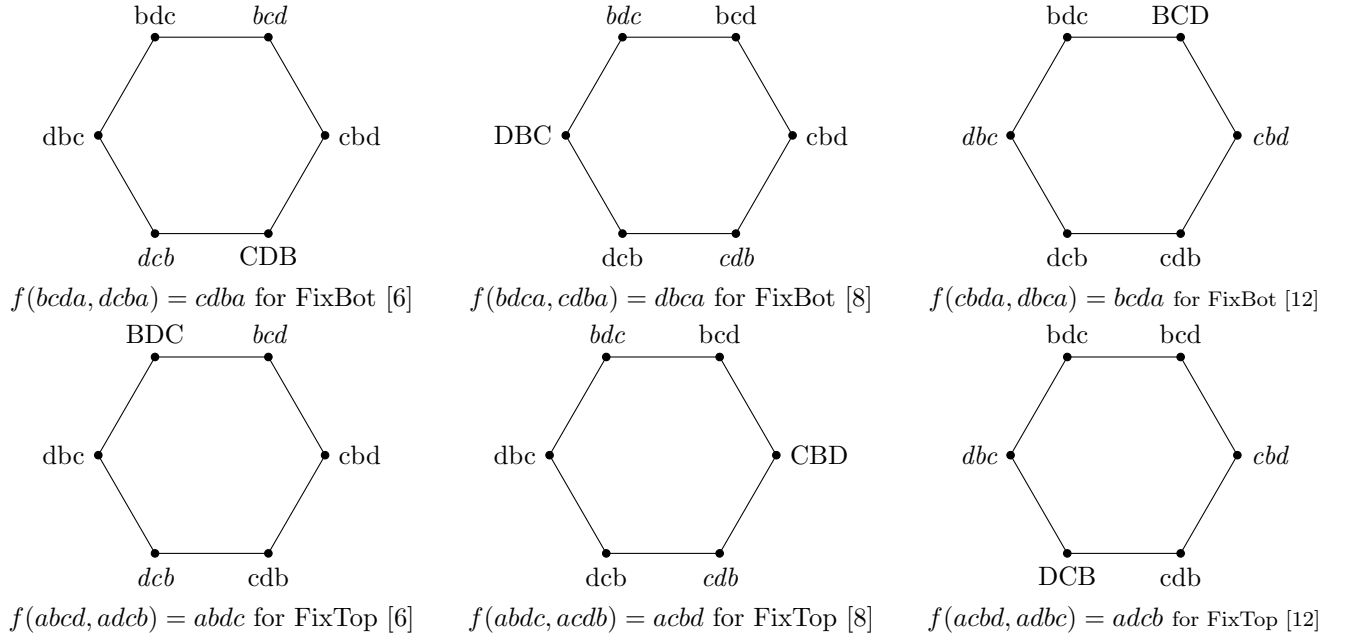 bdc bcd bdc bcd bdc BCD
dbc cbd DBC cbd dbc cbd
dcb CDB dcb cdb dcb cdb
f(bcda, dcba) = cdba for FixBot [6] f(bdca, cdba) = dbca for FixBot [8] f(cbda, dbca) = bcda for FixBot [12]
BDC bcd bdc bcd bdc bcd
dbc cbd dbc CBD dbc cbd
dcb cdb dcb cdb DCB cdb
f(abcd, adcb) = abdc for FixTop [6] f(abdc, acdb) = acbd for FixTop [8] f(acbd, adbc) = adcb for FixTop [12]